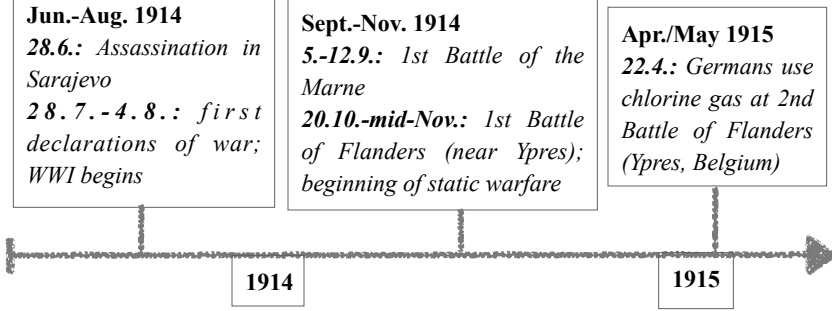 Jun.-Aug. 1914
28.6.: Assassination in
Sarajevo
28.7.-4.8.: first
declarations of war;
WWI begins
Sept.-Nov. 1914
5.-12.9.: 1st Battle of the
Marne
20.10.-mid-Nov.: 1st Battle
of Flanders (near Ypres);
beginning of static warfare
Apr./May 1915
22.4.: Germans use
chlorine gas at 2nd
Battle of Flanders
(Ypres, Belgium)
1914
1915